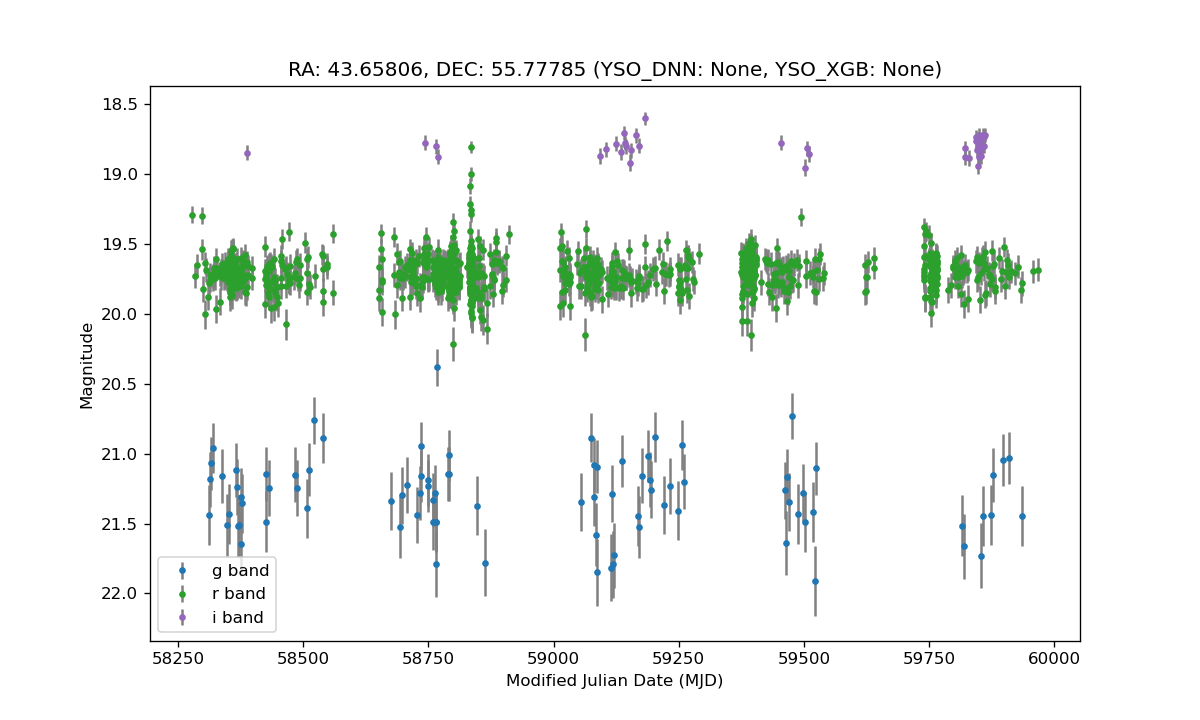 RA: 43.65806, DEC: 55.77785 (YSO_DNN: None, YSO_XGB: None)
18.5
19.0
19.5
20.0
20.5
21.0
21.5
22.0
Magnitude
g band
r band
i band
58250 58500 58750 59000 59250 59500 59750 60000
Modified Julian Date (MJD)